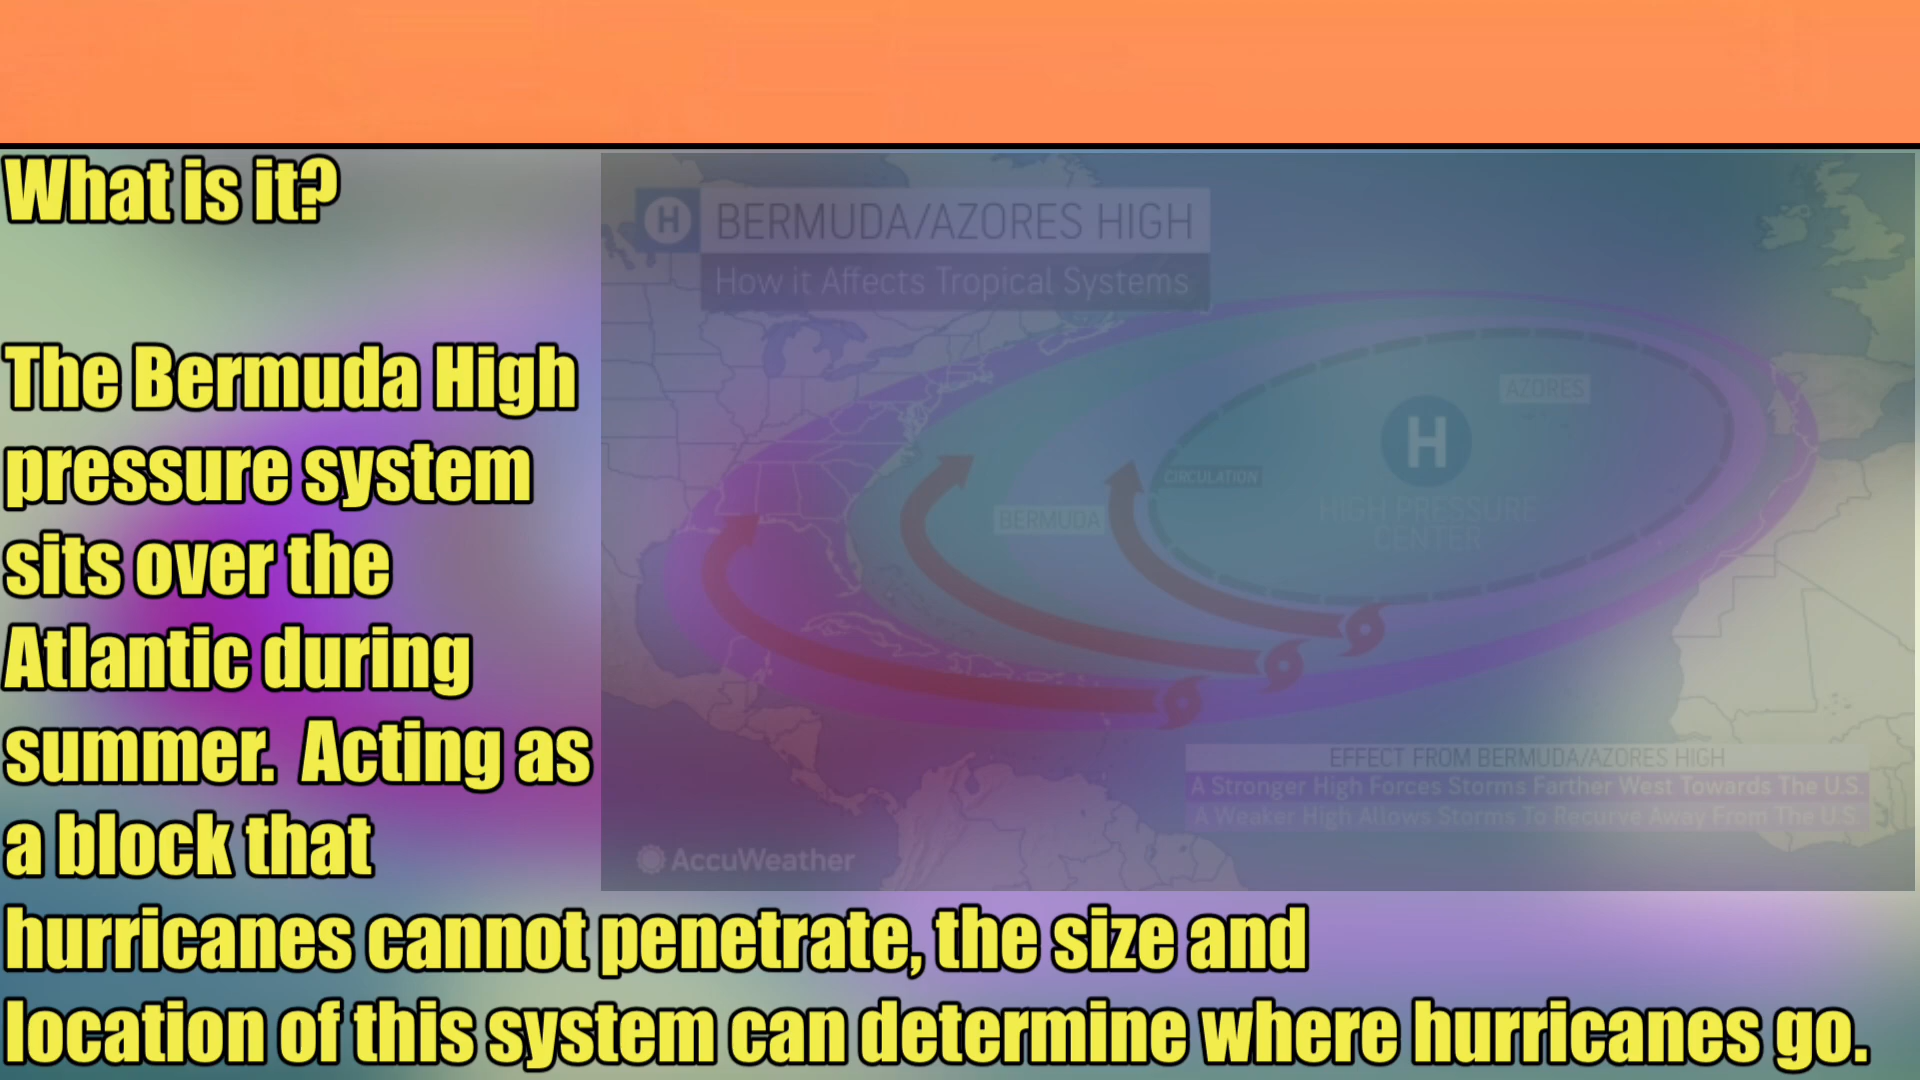 What is it?
BERMUDA/AZORES HIGH
How it Affects Tropical Systems
The Bermuda High
pressure system
sits over the
Atlantic during
summer.  Acting as
a block that
hurricanes cannot penetrate, the size and
location of this system can determine where hurricanes go.
H
AZORES
H
CIRCULATION
BERMUDA
HIGH PRESSURE
CENTER
EFFECT FROM BERMUDA/AZORES HIGH
A Stronger High Forces Storms Farther West Towards The U.S.
A Weaker High Allows Storms To Recurve Away From The U.S.
AccuWeather